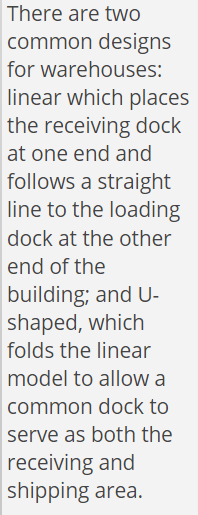 There are two
common designs
for warehouses:
linear which places
the receiving dock
at one end and
follows a straight
line to the loading
dock at the other
end of the
building; and U-
shaped, which
folds the linear
model to allow a
common dock to
serve as both the
receiving and
shipping area.